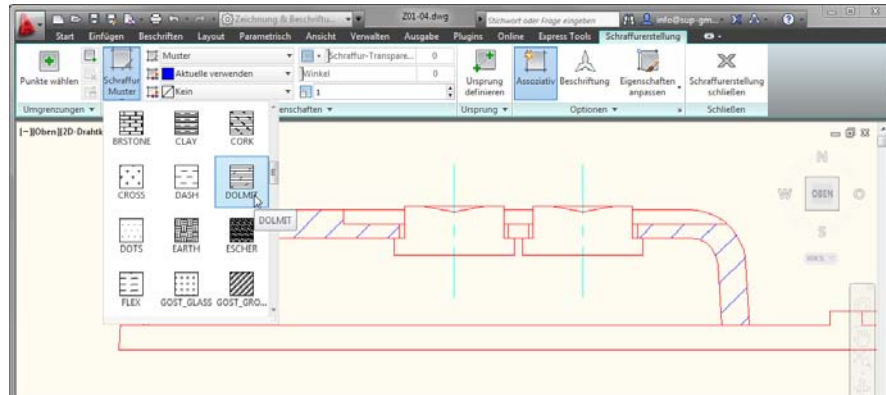 Zeichnung & Beschriftu...
Z01-04.dwg
Stichwort oder Frage eingeben
info@sup-gm...
Start Einfügen Beschriften Layout Parametrisch Ansicht Verwalten Ausgabe Plugins Online Express Tools Schraffurerstellung
Punkte wählen
Schraffur Muster
Muster
Aktuelle verwenden
Kein
Schraffur-Transpare... 0
Winkel 0
1
Ursprung definieren
Assoziativ
Beschriftung
Eigenschaften anpassen
Schraffurerstellung schließen
Umgrenzungen
enschaften
Ursprung
Optionen
Schließen
[–][Oben][2D-Drahtk
BRSTONE CLAY CORK
CROSS DASH DOLMIT
DOLMIT
DOTS EARTH ESCHER
FLEX GOST_GLASS GOST_GRO...
N
W OBEN O
S